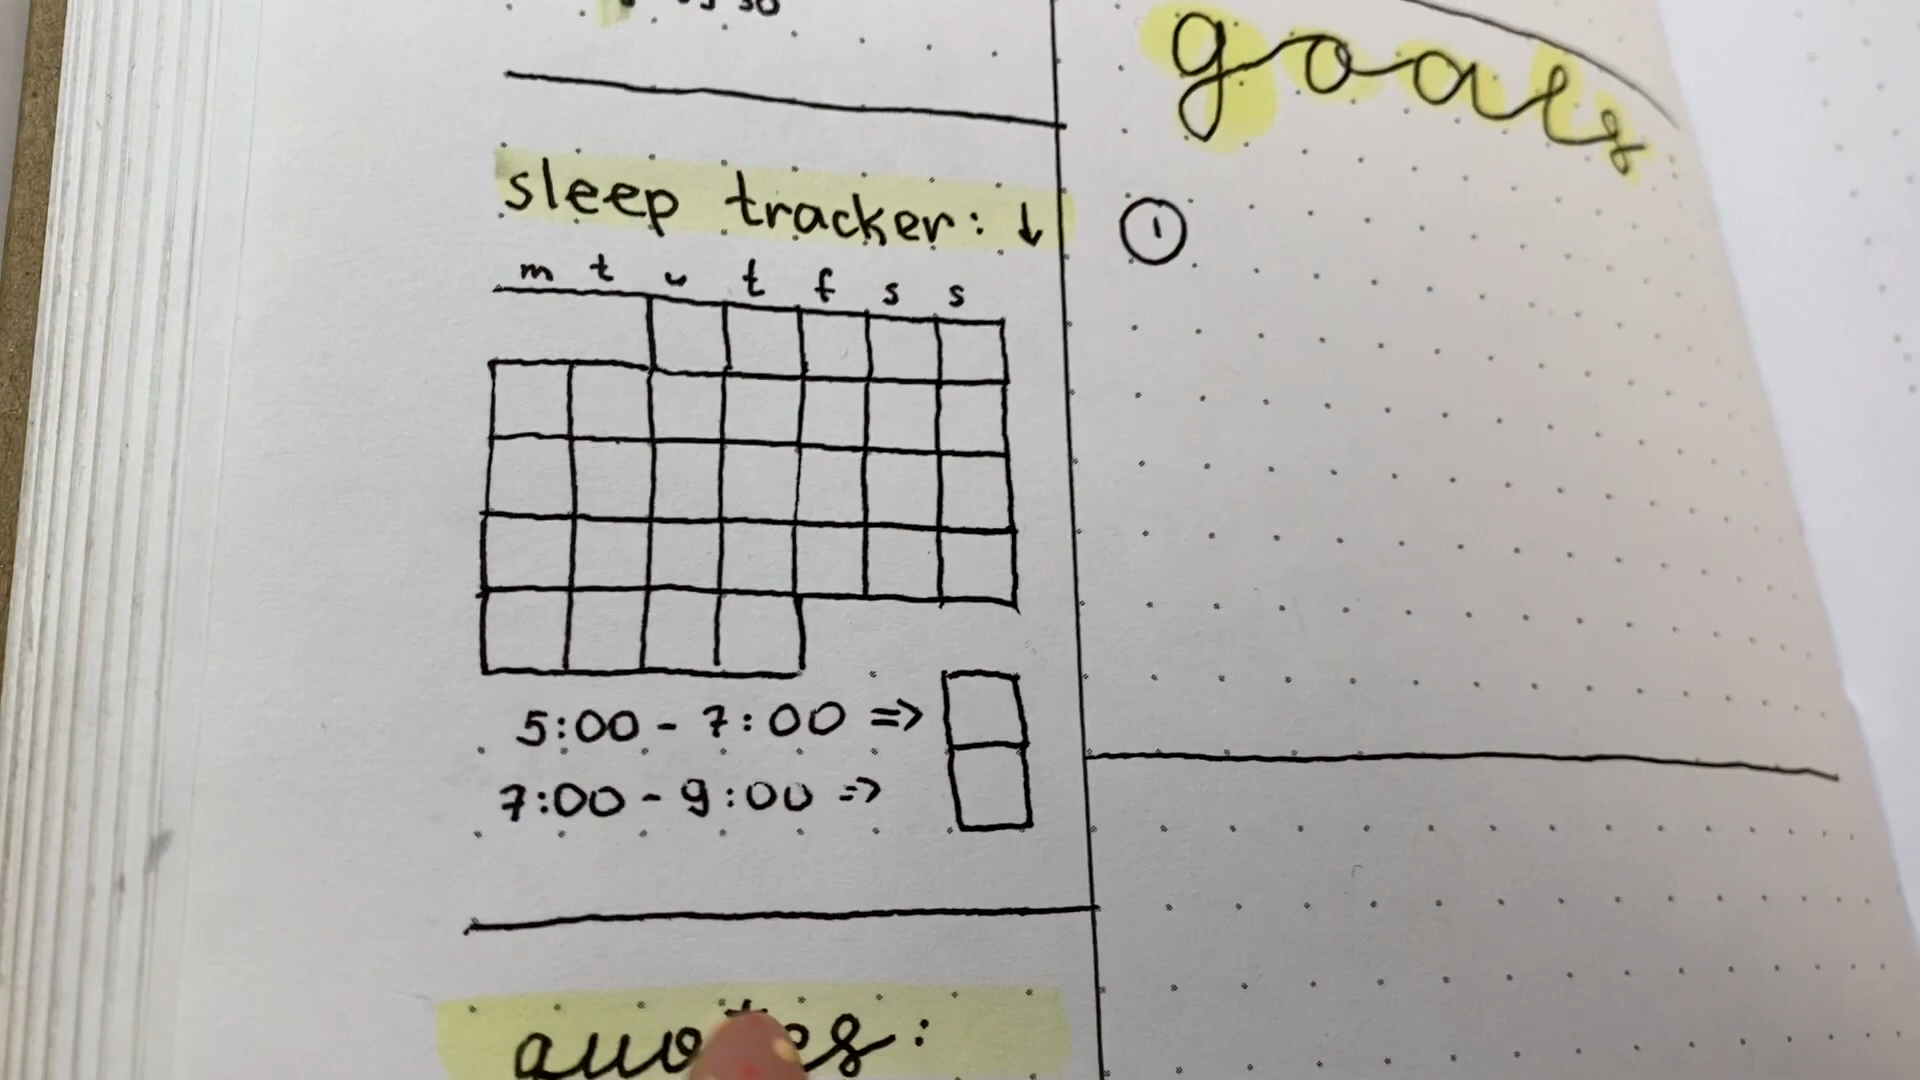 sleep tracker: ↓
m t w t f s s
5:00 - 7:00 =>
7:00 - 9:00 =>
quotes:
goals
1